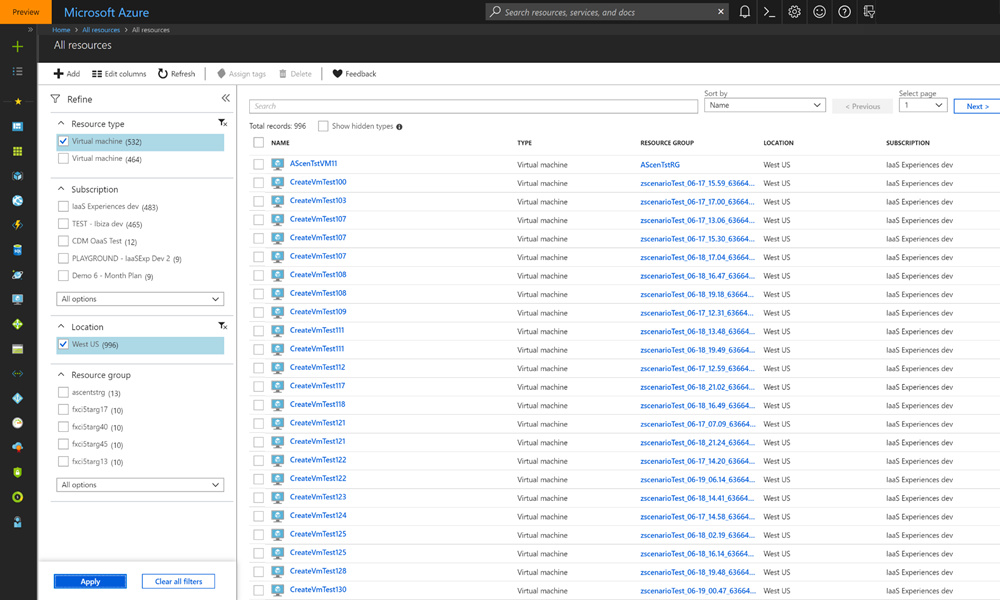 Preview
Microsoft Azure
Search resources, services, and docs
Home > All resources > All resources
All resources
Add
Edit columns
Refresh
Assign tags
Delete
Feedback
Refine
Resource type
Virtual machine (532)
Virtual machine (464)
Subscription
IaaS Experiences dev (483)
TEST - Ibiza dev (465)
CDM OaaS Test (12)
PLAYGROUND - IaaSExp Dev 2 (9)
Demo 6 - Month Plan (9)
All options
Location
West US (996)
Resource group
ascentstrg (13)
fxci5targ17 (10)
fxci5targ40 (10)
fxci5targ45 (10)
fxci5targ13 (10)
All options
Apply
Clear all filters
Search
Sort by
Name
< Previous
Select page
1
Next >
Total records: 996
Show hidden types
NAME TYPE RESOURCE GROUP LOCATION SUBSCRIPTION
AScenTstVM11 Virtual machine AScenTstRG West US IaaS Experiences dev
CreateVmTest100 Virtual machine zscenarioTest_06-17_15.59_63664... West US IaaS Experiences dev
CreateVmTest103 Virtual machine zscenarioTest_06-17_17.00_63664... West US IaaS Experiences dev
CreateVmTest107 Virtual machine zscenarioTest_06-17_13.06_63664... West US IaaS Experiences dev
CreateVmTest107 Virtual machine zscenarioTest_06-17_15.30_63664... West US IaaS Experiences dev
CreateVmTest107 Virtual machine zscenarioTest_06-18_17.04_63664... West US IaaS Experiences dev
CreateVmTest108 Virtual machine zscenarioTest_06-18_16.47_63664... West US IaaS Experiences dev
CreateVmTest108 Virtual machine zscenarioTest_06-18_19.18_63664... West US IaaS Experiences dev
CreateVmTest109 Virtual machine zscenarioTest_06-17_12.31_63664... West US IaaS Experiences dev
CreateVmTest111 Virtual machine zscenarioTest_06-18_13.48_63664... West US IaaS Experiences dev
CreateVmTest111 Virtual machine zscenarioTest_06-18_19.49_63664... West US IaaS Experiences dev
CreateVmTest112 Virtual machine zscenarioTest_06-17_12.59_63664... West US IaaS Experiences dev
CreateVmTest117 Virtual machine zscenarioTest_06-18_21.02_63664... West US IaaS Experiences dev
CreateVmTest118 Virtual machine zscenarioTest_06-18_16.49_63664... West US IaaS Experiences dev
CreateVmTest121 Virtual machine zscenarioTest_06-17_07.09_63664... West US IaaS Experiences dev
CreateVmTest121 Virtual machine zscenarioTest_06-18_21.24_63664... West US IaaS Experiences dev
CreateVmTest122 Virtual machine zscenarioTest_06-17_14.20_63664... West US IaaS Experiences dev
CreateVmTest122 Virtual machine zscenarioTest_06-19_06.14_63664... West US IaaS Experiences dev
CreateVmTest123 Virtual machine zscenarioTest_06-18_14.41_63664... West US IaaS Experiences dev
CreateVmTest124 Virtual machine zscenarioTest_06-17_14.58_63664... West US IaaS Experiences dev
CreateVmTest125 Virtual machine zscenarioTest_06-18_02.19_63664... West US IaaS Experiences dev
CreateVmTest125 Virtual machine zscenarioTest_06-18_16.14_63664... West US IaaS Experiences dev
CreateVmTest128 Virtual machine zscenarioTest_06-18_19.48_63664... West US IaaS Experiences dev
CreateVmTest130 Virtual machine zscenarioTest_06-19_00.47_63664... West US IaaS Experiences dev